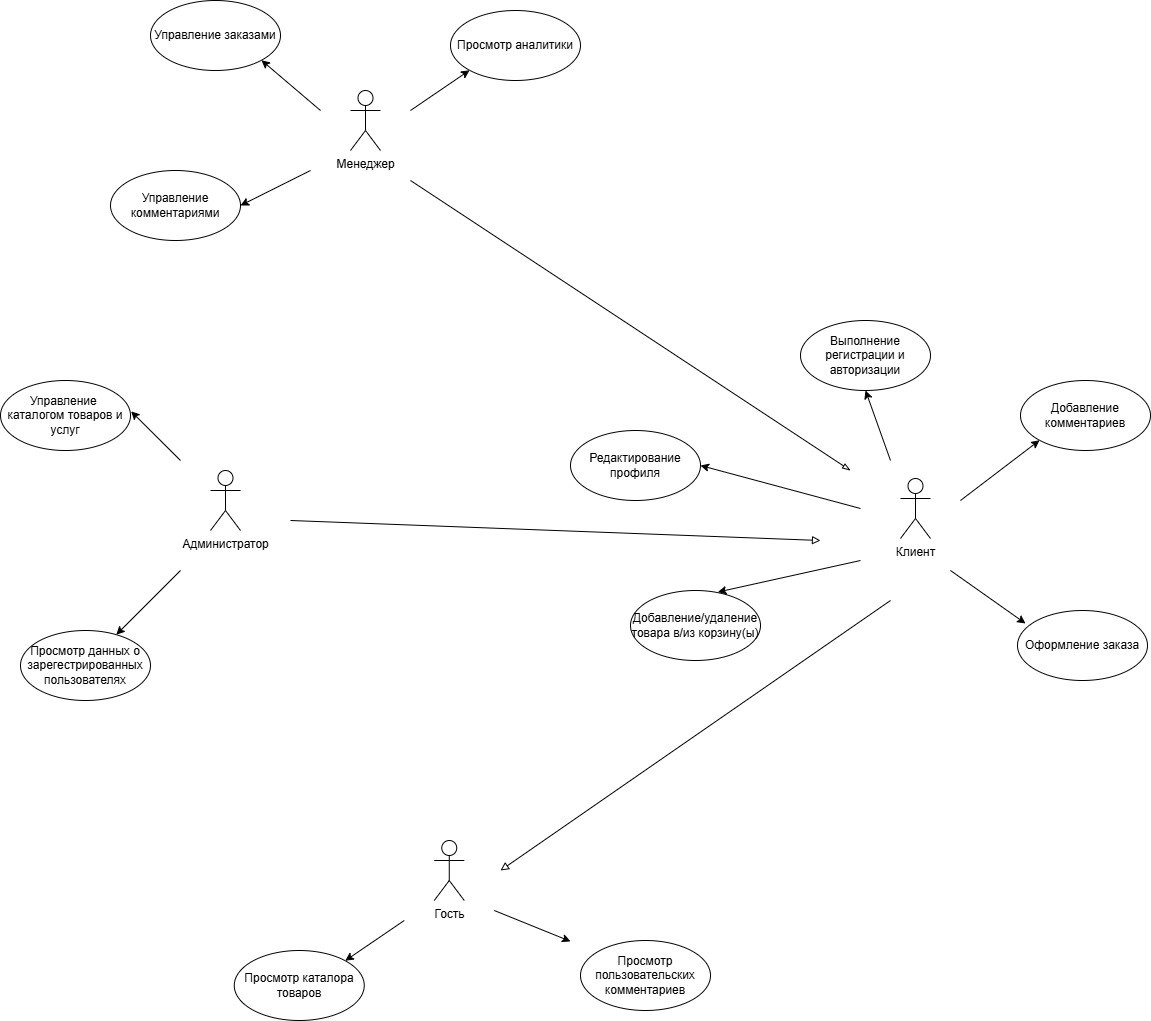 Управление заказами
Просмотр аналитики
Менеджер
Управление
комментариями
Выполнение
регистрации и
авторизации
Управление
каталогом товаров и
услуг
Добавление
комментариев
Редактирование
профиля
Администратор
Клиент
Добавление/удаление
товара в/из корзину(ы)
Оформление заказа
Просмотр данных о
зарегестрированных
пользователях
Гость
Просмотр каталора
товаров
Просмотр
пользовательских
комментариев